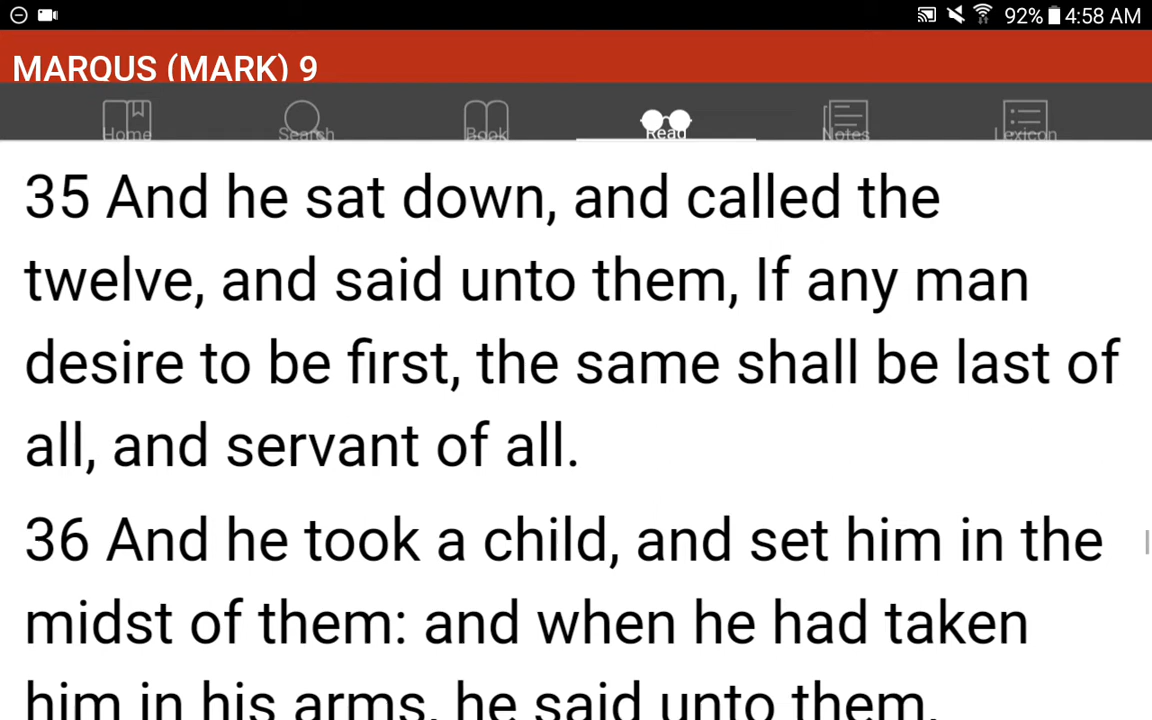 92% 4:58 AM
MARQUS (MARK) 9
Home Search Book Read Notes Lexicon
35 And he sat down, and called the
twelve, and said unto them, If any man
desire to be first, the same shall be last of
all, and servant of all.
36 And he took a child, and set him in the
midst of them: and when he had taken
him in his arms, he said unto them,